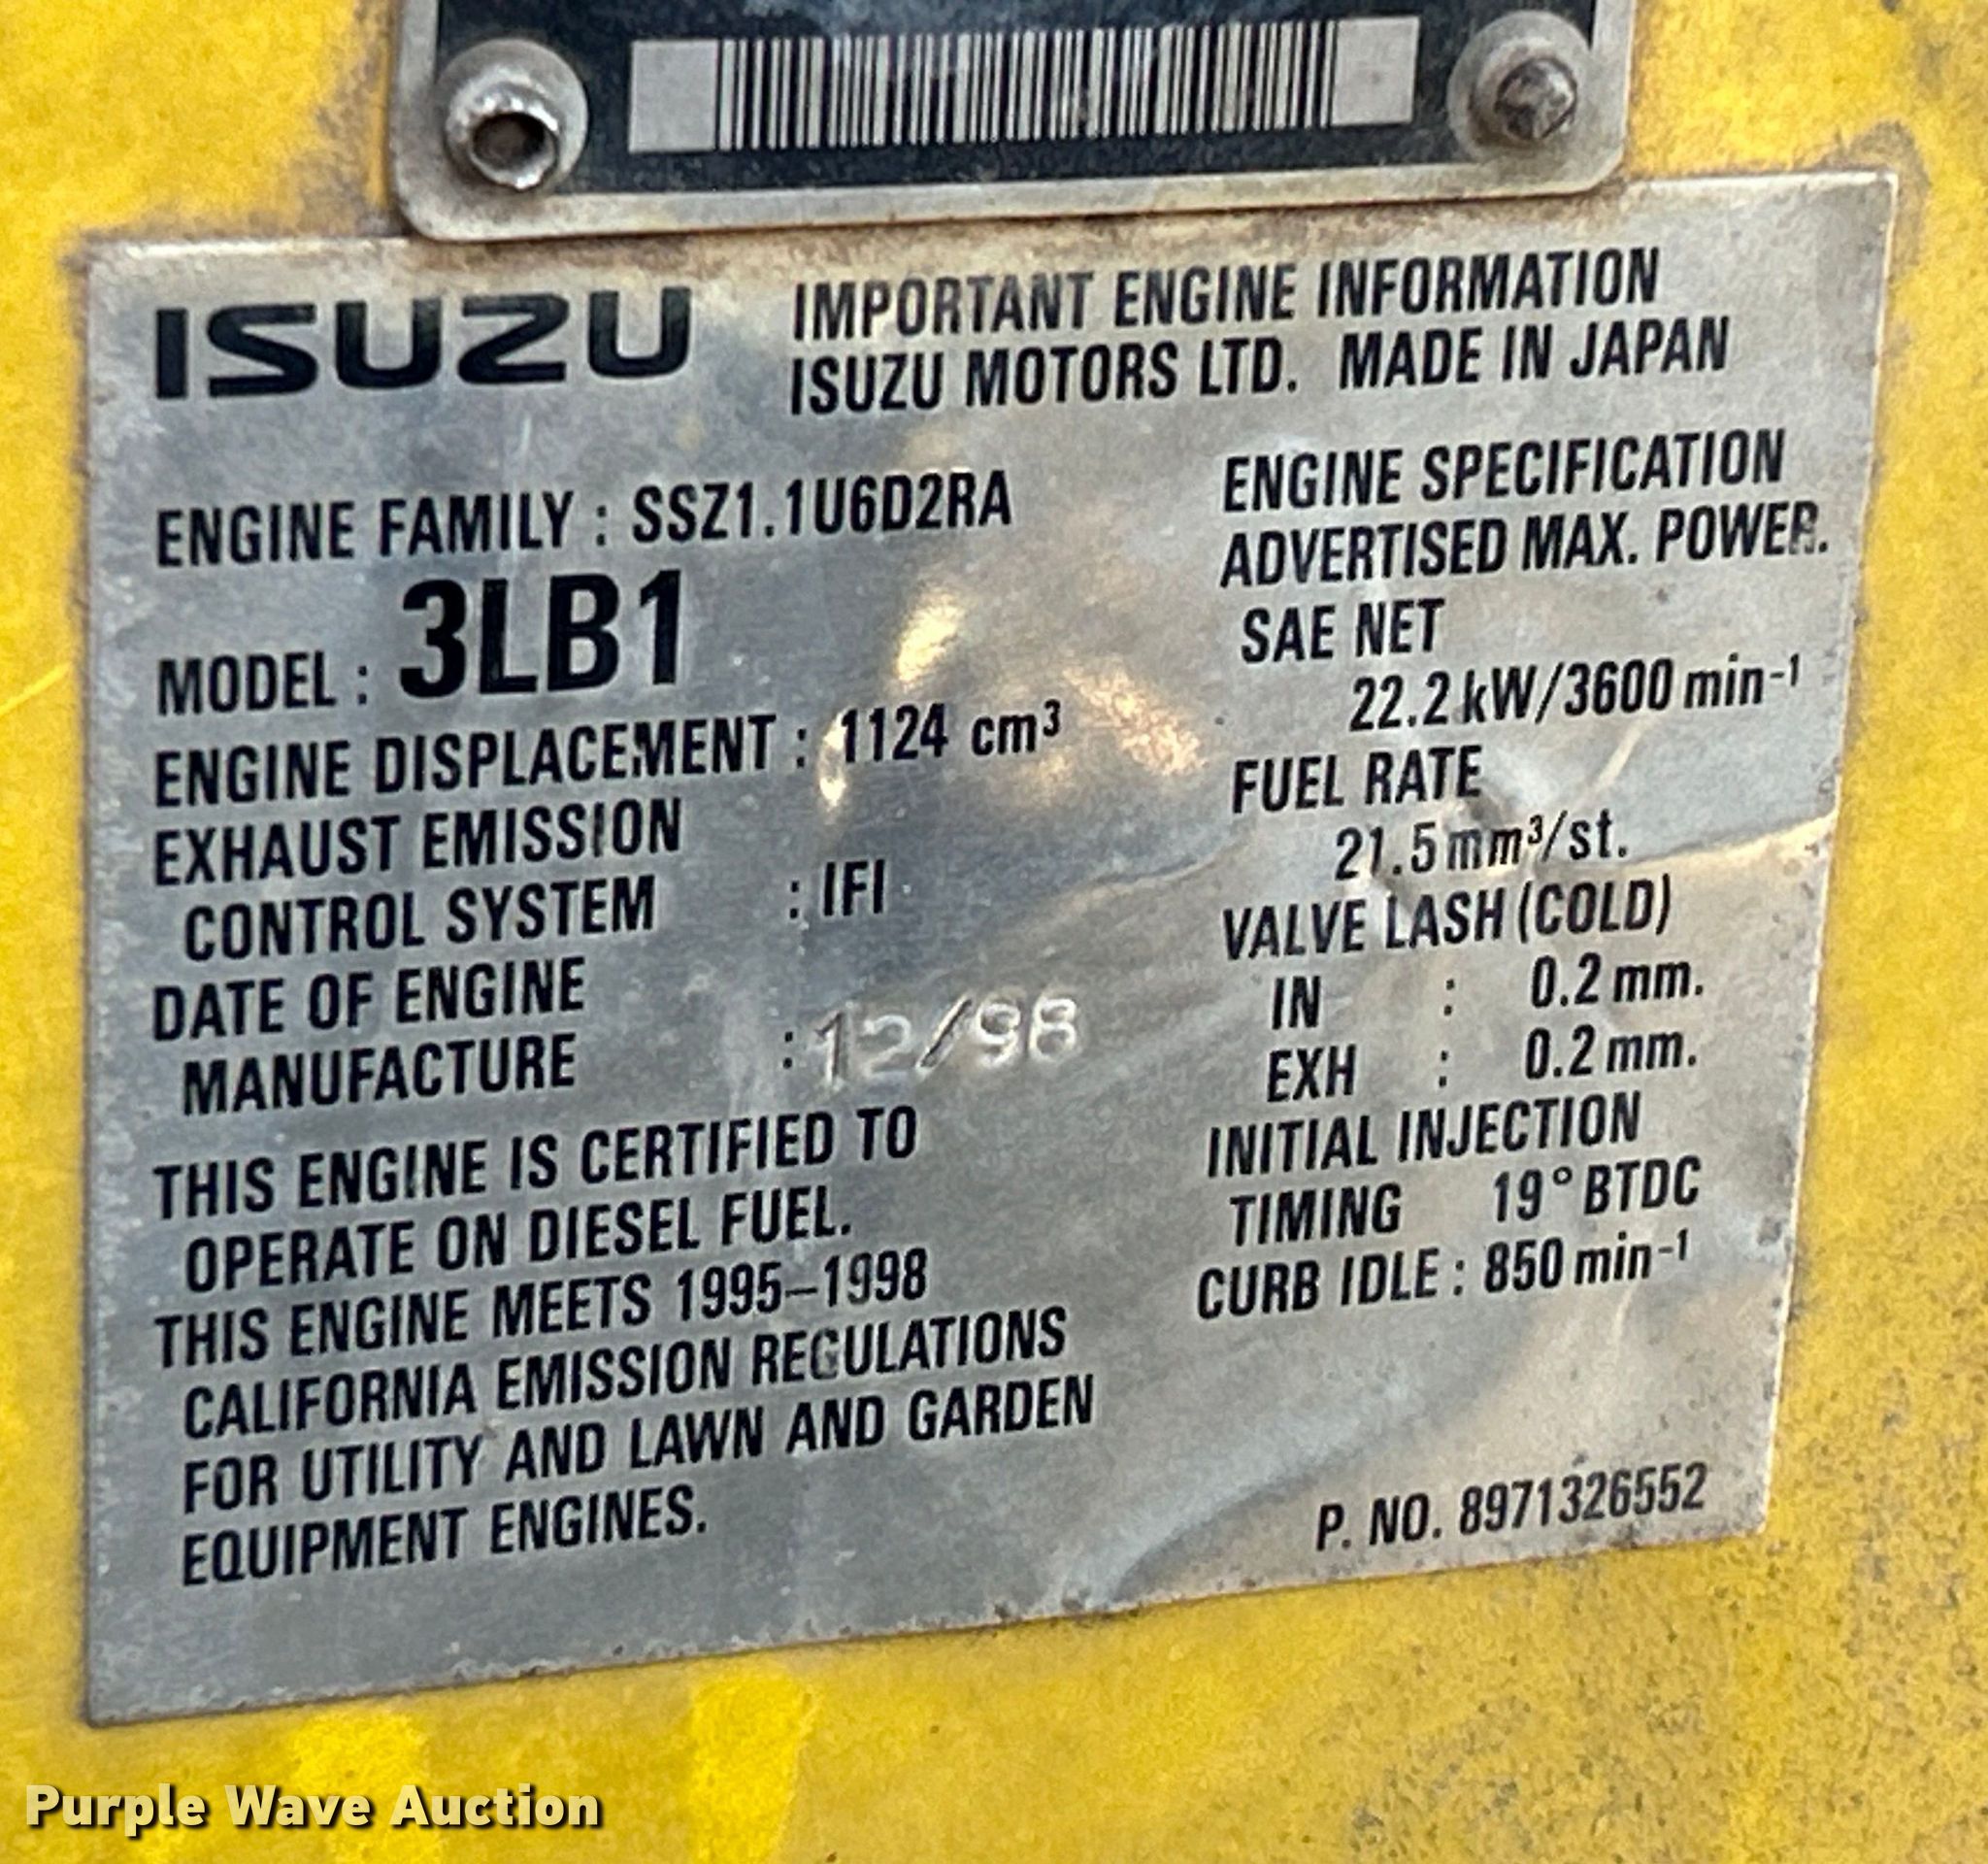 ISUZU
IMPORTANT ENGINE INFORMATION
ISUZU MOTORS LTD. MADE IN JAPAN
ENGINE FAMILY : SSZ1.1U6D2RA
MODEL : 3LB1
ENGINE DISPLACEMENT : 1124 cm³
EXHAUST EMISSION
CONTROL SYSTEM : IFI
DATE OF ENGINE
MANUFACTURE : 12/98
THIS ENGINE IS CERTIFIED TO
OPERATE ON DIESEL FUEL.
THIS ENGINE MEETS 1995–1998
CALIFORNIA EMISSION REGULATIONS
FOR UTILITY AND LAWN AND GARDEN
EQUIPMENT ENGINES.
ENGINE SPECIFICATION
ADVERTISED MAX. POWER.
SAE NET
22.2 kW/3600 min⁻¹
FUEL RATE
21.5 mm³/st.
VALVE LASH (COLD)
IN : 0.2 mm.
EXH : 0.2 mm.
INITIAL INJECTION
TIMING 19° BTDC
CURB IDLE : 850 min⁻¹
P. NO. 8971326552
Purple Wave Auction